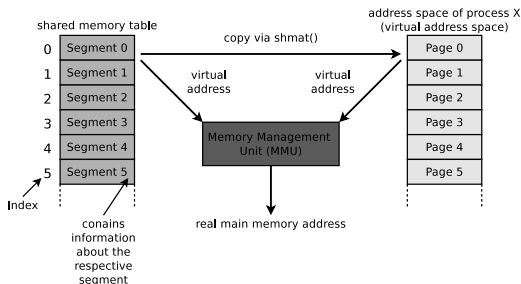 shared memory table
address space of process X
(virtual address space)
0
Segment 0
copy via shmat()
Page 0
1
Segment 1
Page 1
virtual
address
virtual
address
2
Segment 2
Page 2
3
Segment 3
Memory Management
Unit (MMU)
Page 3
4
Segment 4
Page 4
5
Segment 5
Page 5
Index
real main memory address
conains
information
about the
respective
segment